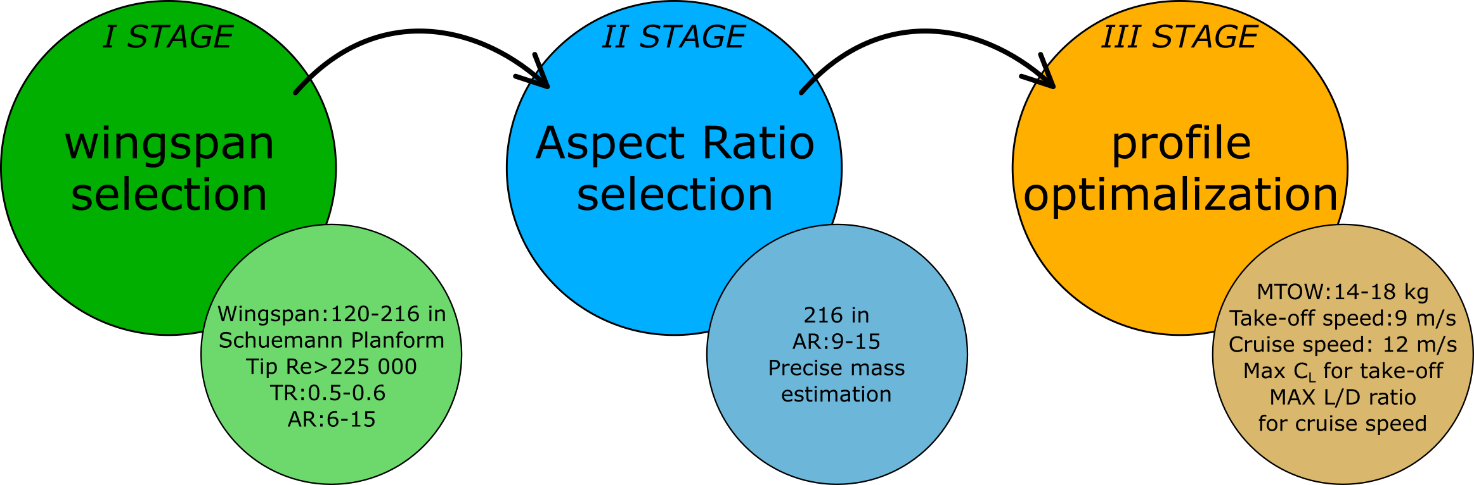 I STAGE
wingspan
selection
Wingspan:120-216 in
Schuemann Planform
Tip Re>225 000
TR:0.5-0.6
AR:6-15
II STAGE
Aspect Ratio
selection
216 in
AR:9-15
Precise mass
estimation
III STAGE
profile
optimalization
MTOW:14-18 kg
Take-off speed:9 m/s
Cruise speed: 12 m/s
Max C_L for take-off
MAX L/D ratio
for cruise speed